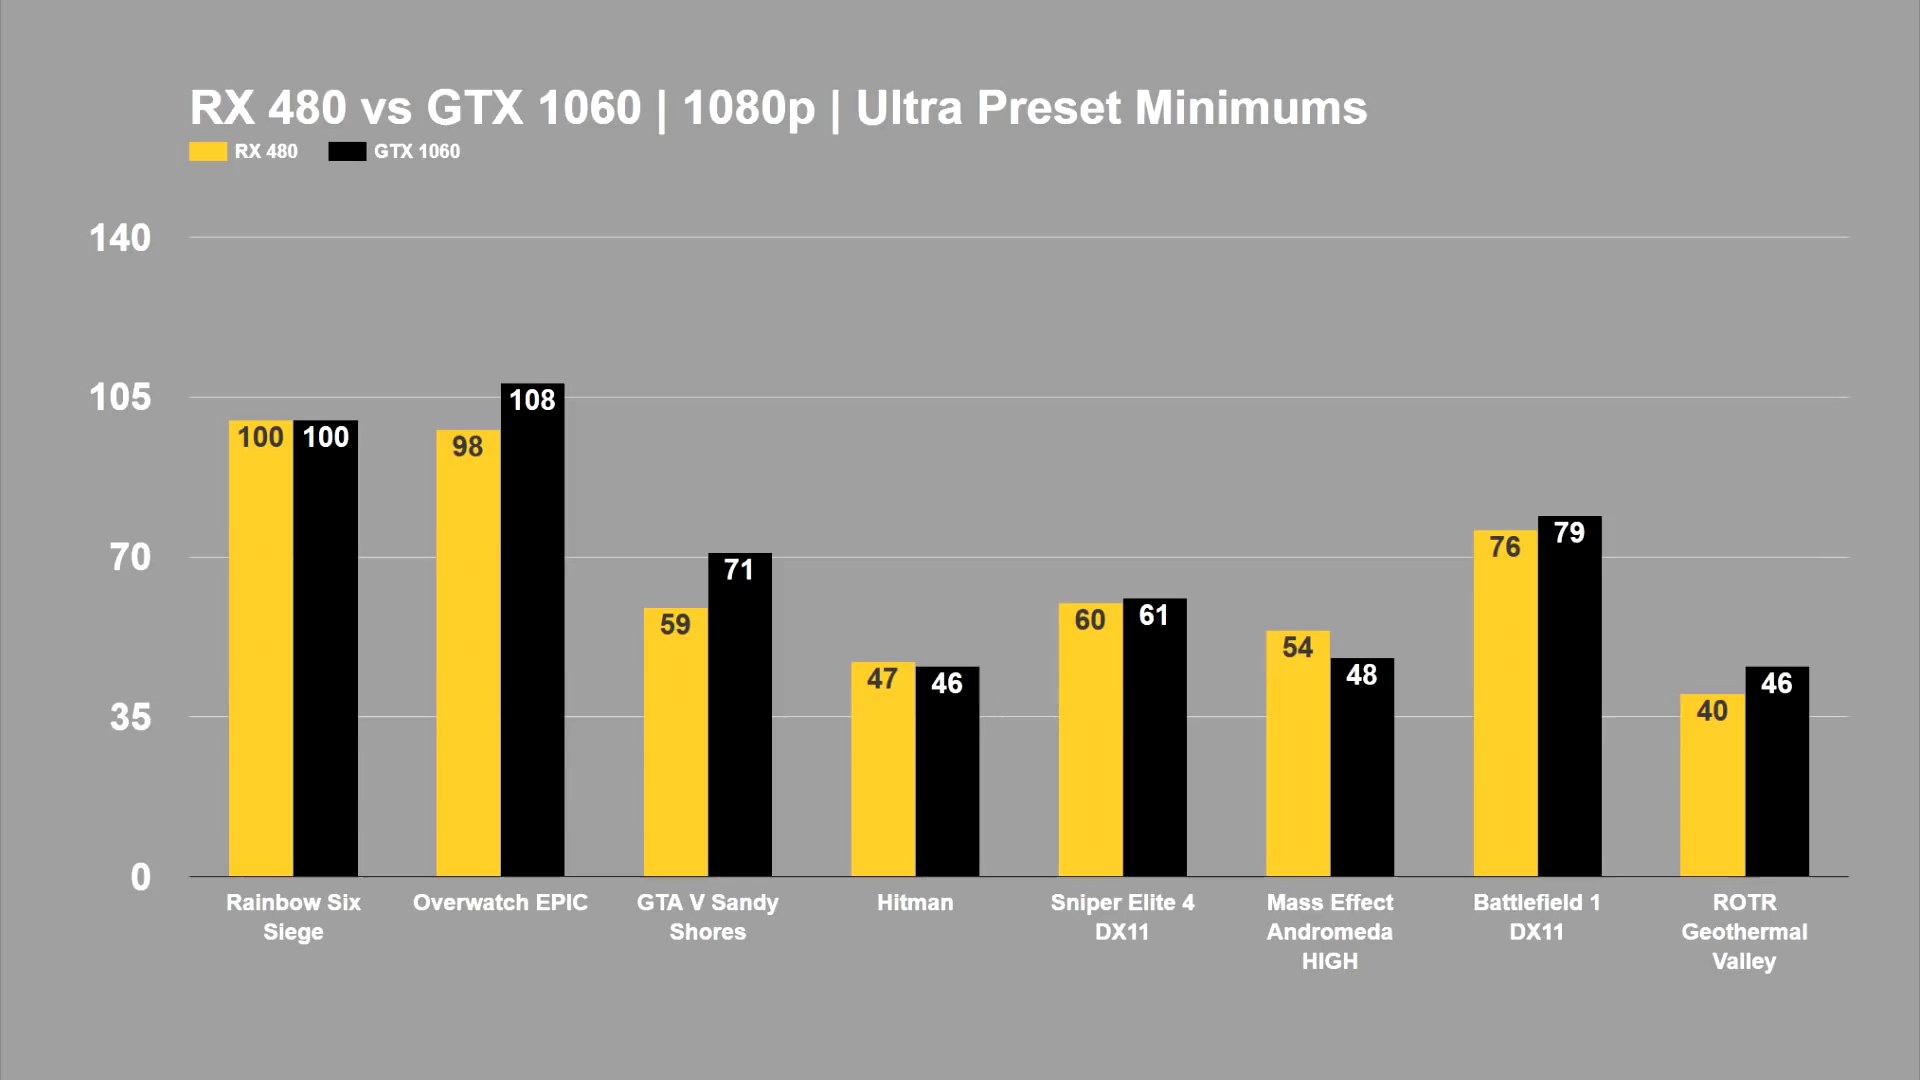 RX 480 vs GTX 1060 | 1080p | Ultra Preset Minimums
RX 480 GTX 1060
140
105
70
35
0
100 100
98 108
59 71
47 46
60 61
54 48
76 79
40 46
Rainbow Six
Siege
Overwatch EPIC
GTA V Sandy
Shores
Hitman
Sniper Elite 4
DX11
Mass Effect
Andromeda
HIGH
Battlefield 1
DX11
ROTR
Geothermal
Valley